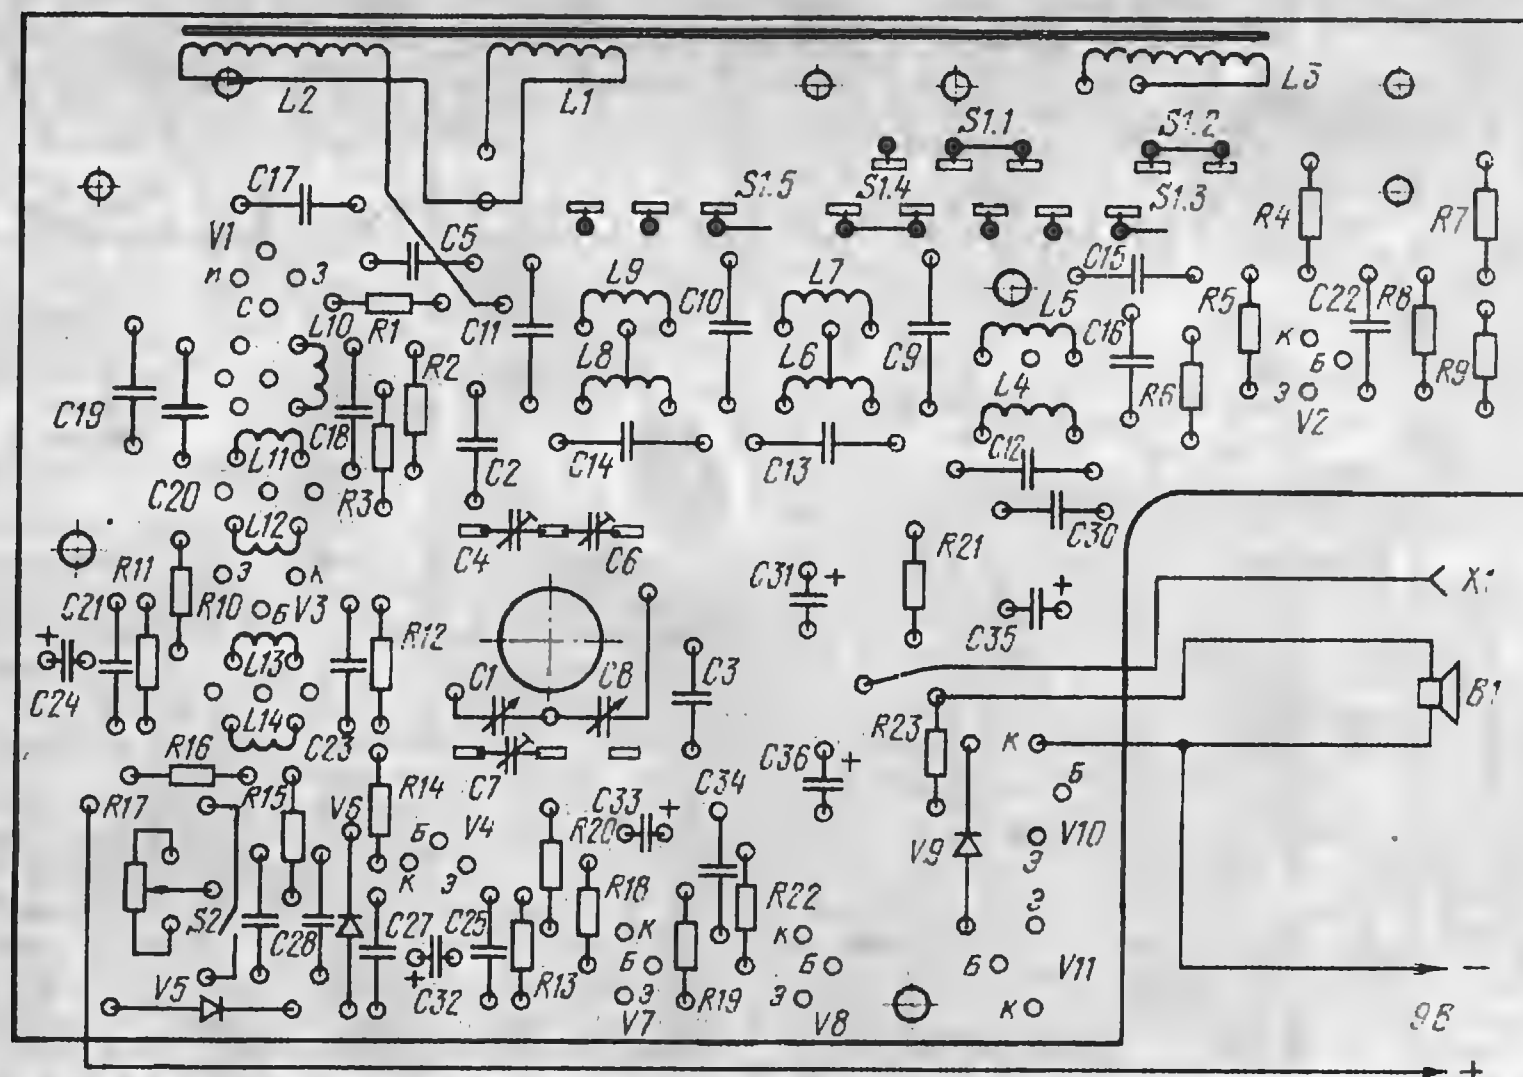 L2
L1
L3
S1.1
S1.2
C17
S1.5
S1.4
S1.3
R4
R7
V1
И
З
С
C5
C15
L9
L7
L5
L10
R1
C11
C10
C9
C16
R5
C22
R8
К
Б
Э
V2
R9
R2
L8
L6
L4
R6
C19
C18
L11
C2
C14
C13
C12
C20
R3
L12
C4
C6
C30
R21
R11
Э
К
C31
+
X1
C21
R10
Б
V3
+
C35
+
R12
L13
C1
C8
C3
C24
L14
R23
B1
R16
C23
C36
+
К
Б
C7
R17
R15
V6
R14
Б
V4
C33
+
C34
R20
V9
V10
Э
К
Э
S2
C28
C27
C25
R18
R22
Э
К
К
+
C32
R13
Б
Б
Б
V11
V5
Э
R19
Э
К
V7
V8
−
9В
+